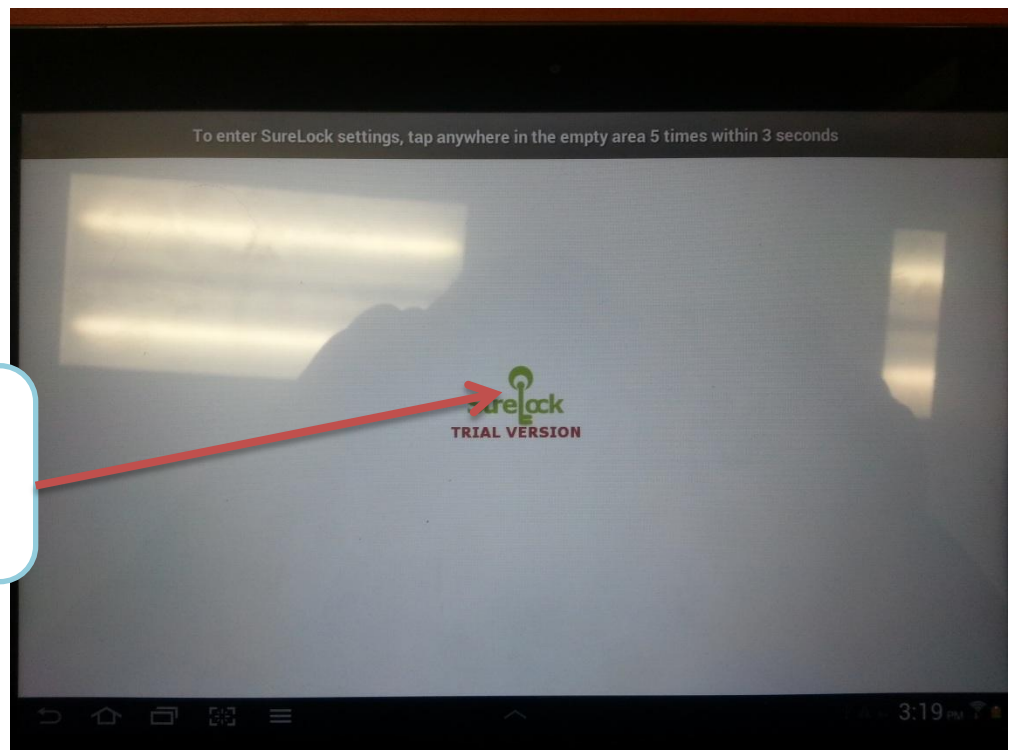 To enter SureLock settings, tap anywhere in the empty area 5 times within 3 seconds
SureLock
TRIAL VERSION
3:19 PM